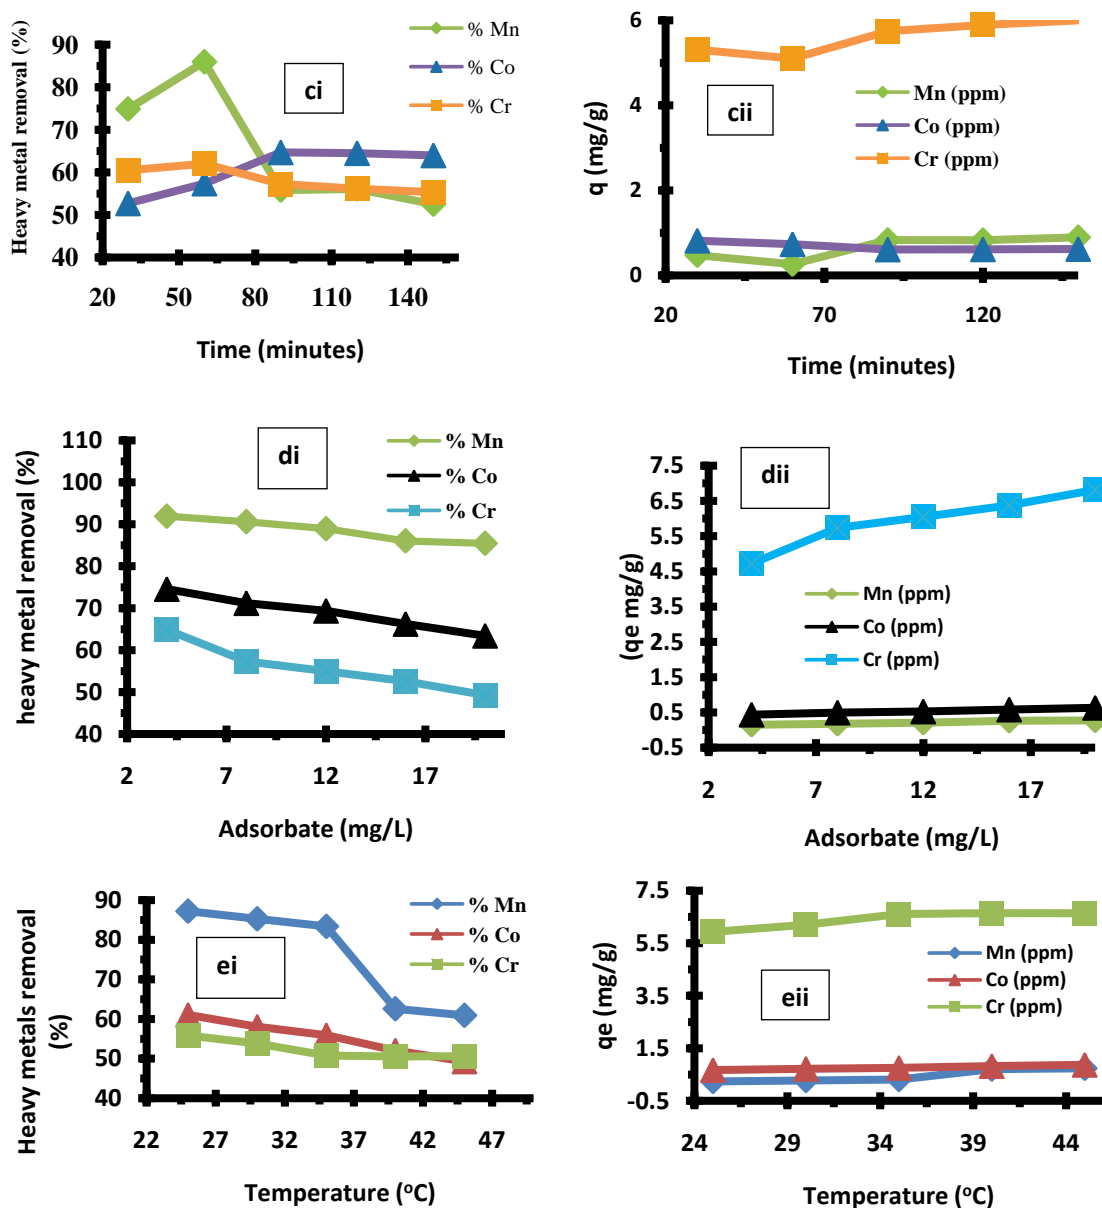 Heavy metal removal (%)
90
80
70
60
50
40
20
50
80
110
140
Time (minutes)
ci
% Mn
% Co
% Cr
q (mg/g)
6
4
2
0
20
70
120
Time (minutes)
cii
Mn (ppm)
Co (ppm)
Cr (ppm)
heavy metal removal (%)
110
100
90
80
70
60
50
40
2
7
12
17
Adsorbate (mg/L)
di
% Mn
% Co
% Cr
(qe mg/g)
7.5
6.5
5.5
4.5
3.5
2.5
1.5
0.5
-0.5
2
7
12
17
Adsorbate (mg/L)
dii
Mn (ppm)
Co (ppm)
Cr (ppm)
Heavy metals removal
(%)
90
80
70
60
50
40
22
27
32
37
42
47
Temperature (°C)
ei
% Mn
% Co
% Cr
qe (mg/g)
7.5
5.5
3.5
1.5
-0.5
24
29
34
39
44
Temperature (°C)
eii
Mn (ppm)
Co (ppm)
Cr (ppm)